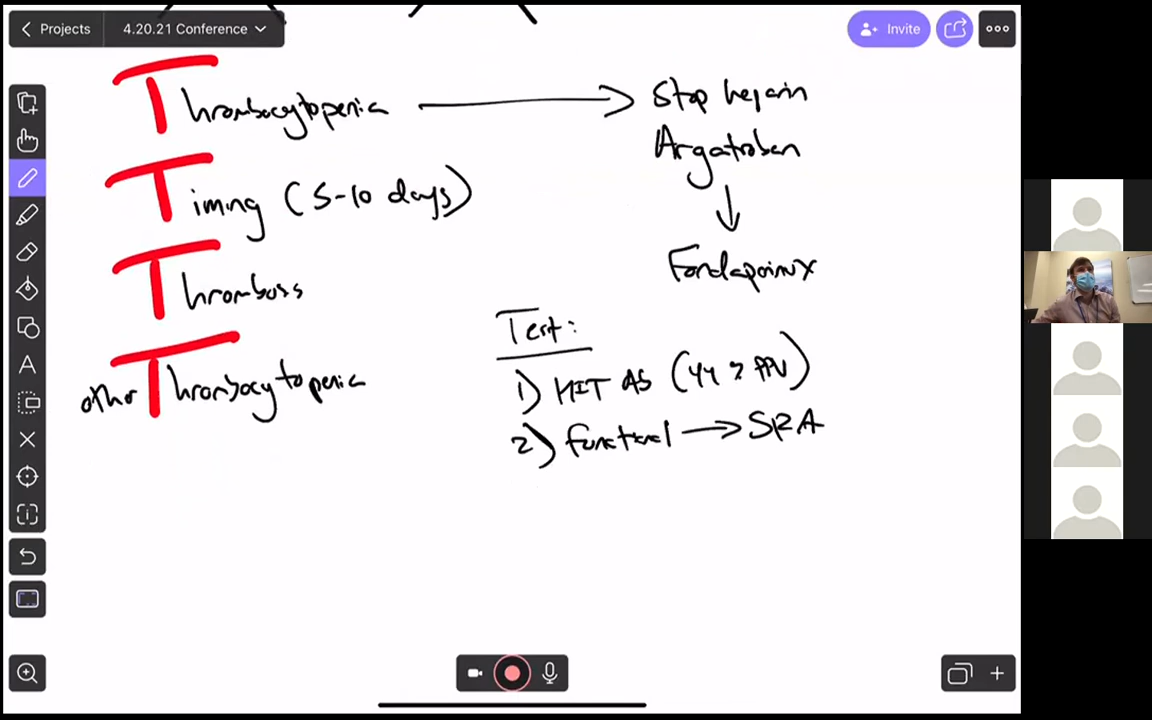 Projects
4.20.21 Conference
Invite
Thrombocytopenia → Stop heparin
Argatroban
↓
Timing (5-10 days)
Fondaparinux
Thrombosis
Test:
1) HIT Ab (44% PPV)
other Thrombocytopenia
2) Functional → SRA
A